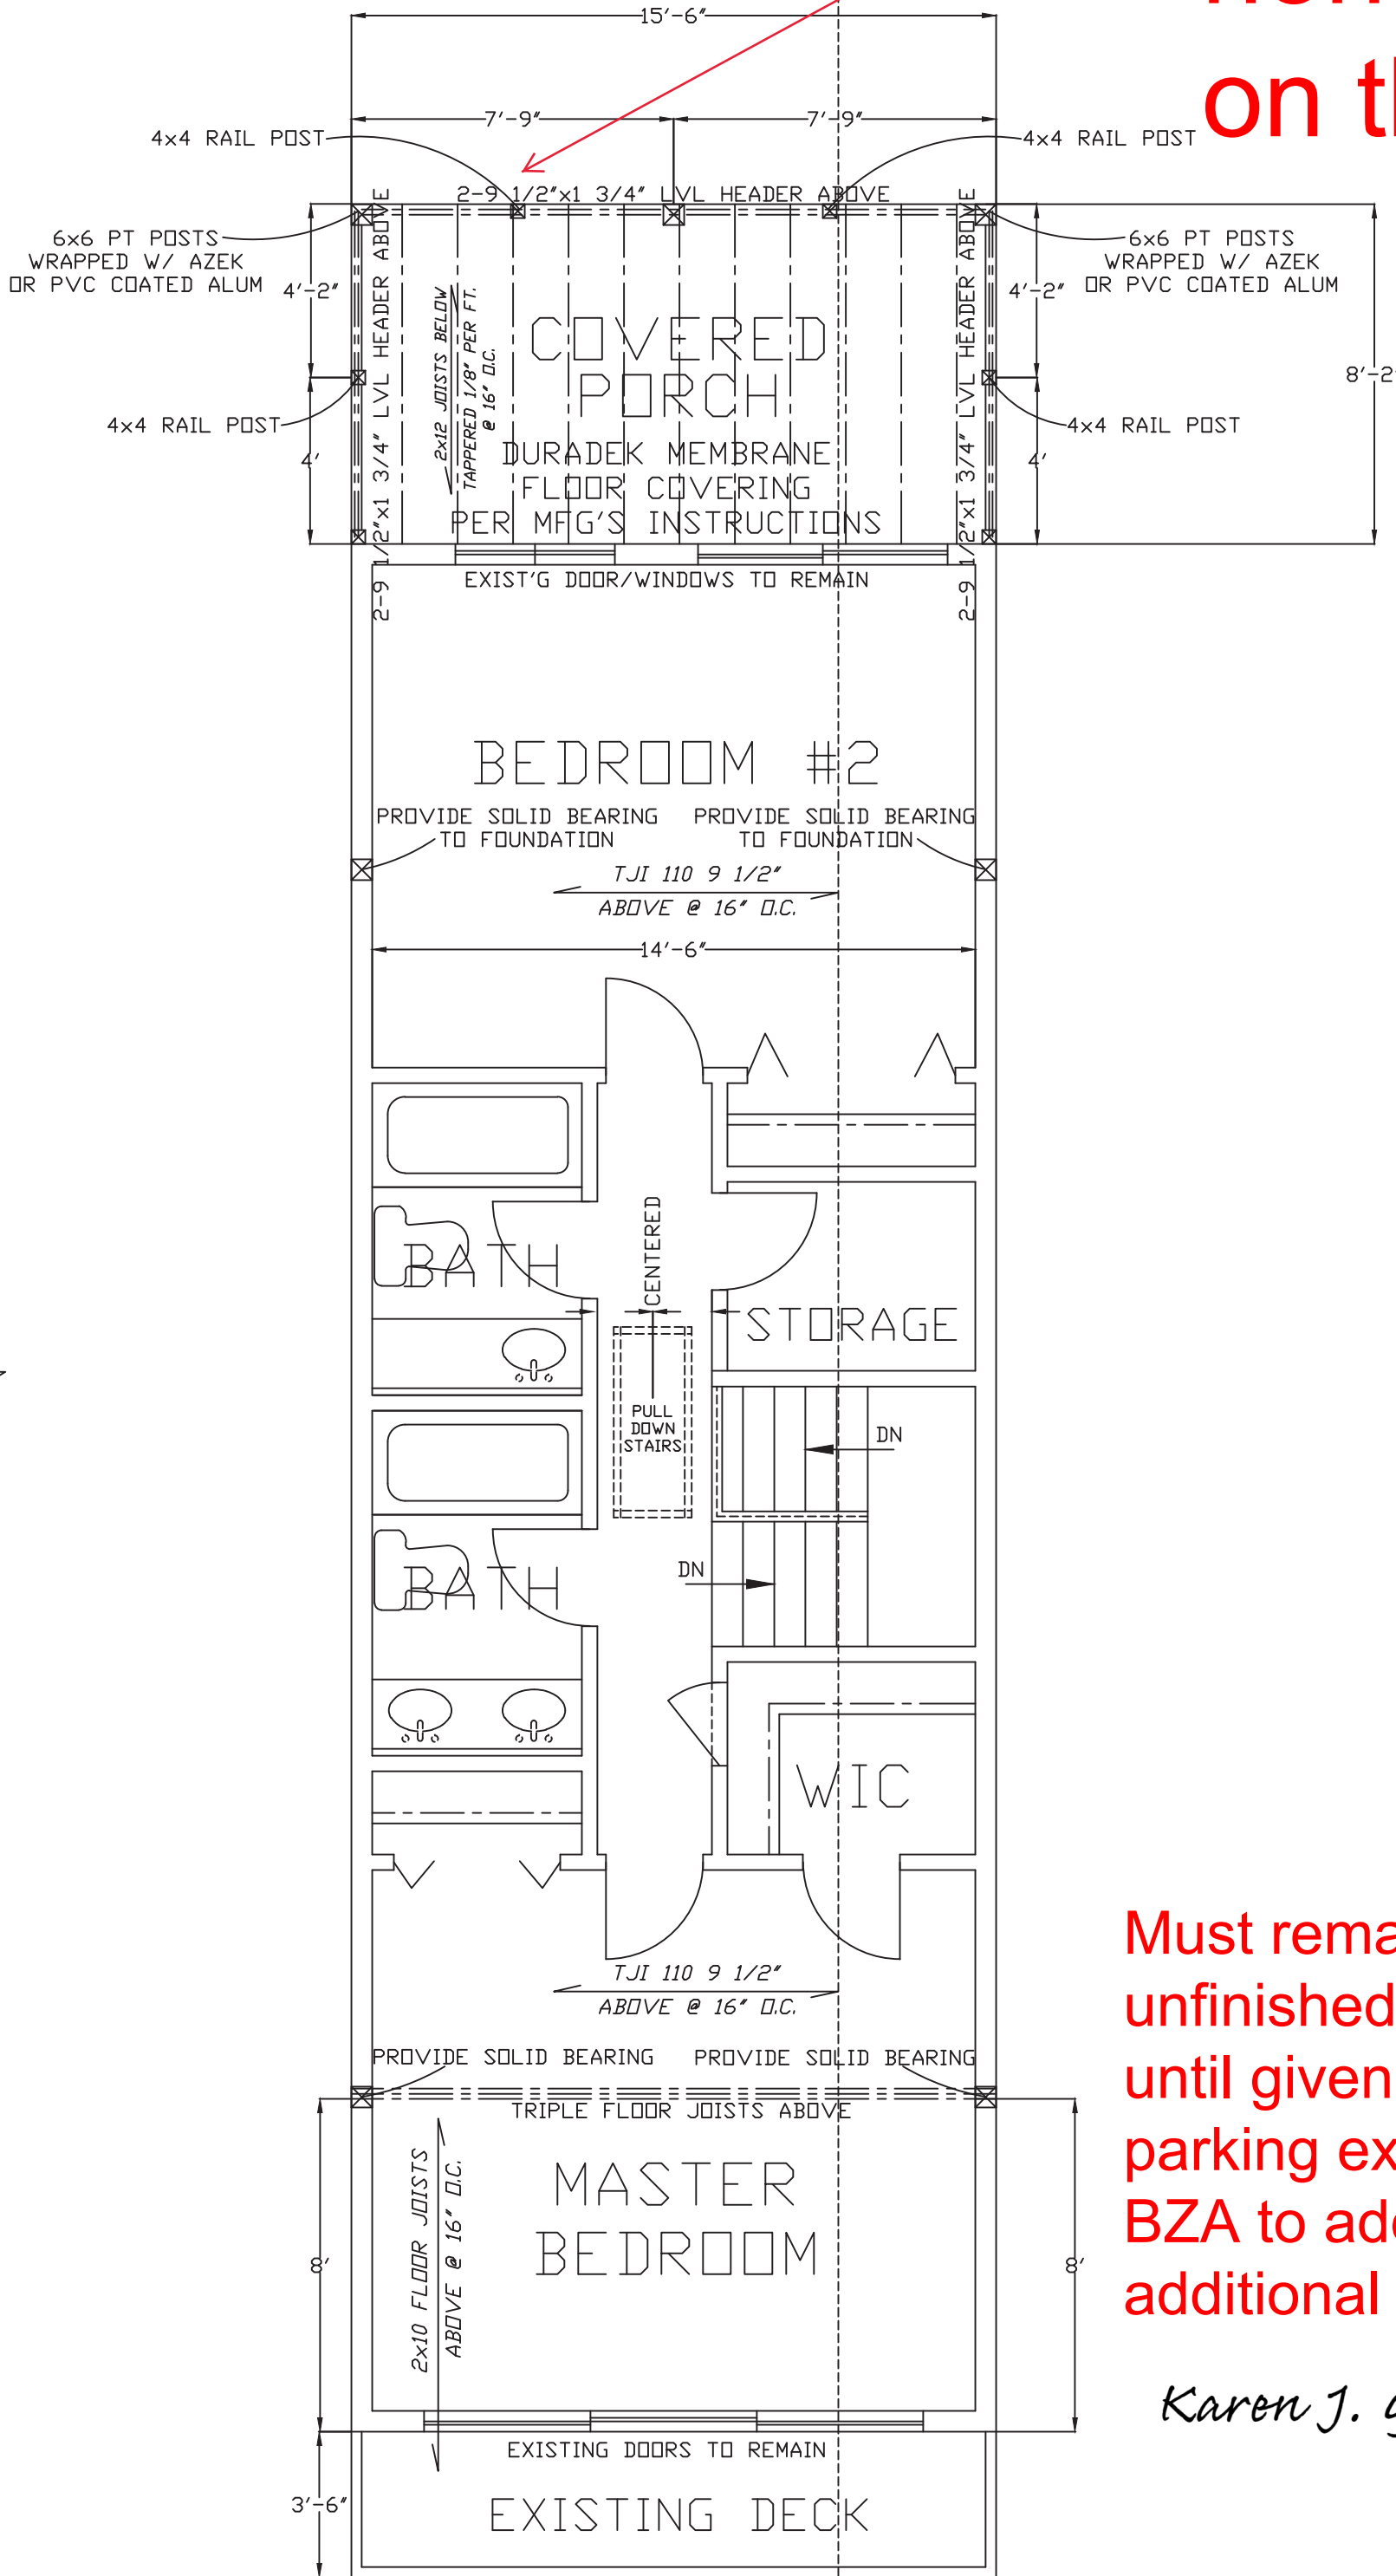 15'-6"
on th
7'-9" 7'-9"
4x4 RAIL POST 4x4 RAIL POST
2-9 1/2"x1 3/4" LVL HEADER ABOVE
2-9 1/2"x1 3/4" LVL HEADER ABOVE
2-9 1/2"x1 3/4" LVL HEADER ABOVE
6x6 PT POSTS
WRAPPED W/ AZEK
OR PVC COATED ALUM
6x6 PT POSTS
WRAPPED W/ AZEK
OR PVC COATED ALUM
4'-2" 4'-2"
8'-2"
2x12 JOISTS BELOW
TAPPERED 1/8" PER FT.
@ 16" O.C.
COVERED
PORCH
4x4 RAIL POST 4x4 RAIL POST
4' 4'
DURADEK MEMBRANE
FLOOR COVERING
PER MFG'S INSTRUCTIONS
EXIST'G DOOR/WINDOWS TO REMAIN
BEDROOM #2
PROVIDE SOLID BEARING
TO FOUNDATION
PROVIDE SOLID BEARING
TO FOUNDATION
TJI 110 9 1/2"
ABOVE @ 16" O.C.
14'-6"
BATH
CENTERED
STORAGE
PULL
DOWN
STAIRS
DN
DN
BATH
WIC
Must rema
unfinished
until given
parking ex
BZA to add
additional
TJI 110 9 1/2"
ABOVE @ 16" O.C.
PROVIDE SOLID BEARING PROVIDE SOLID BEARING
TRIPLE FLOOR JOISTS ABOVE
2x10 FLOOR JOISTS
ABOVE @ 16" O.C.
MASTER
BEDROOM
8' 8'
Karen J.
EXISTING DOORS TO REMAIN
3'-6"
EXISTING DECK